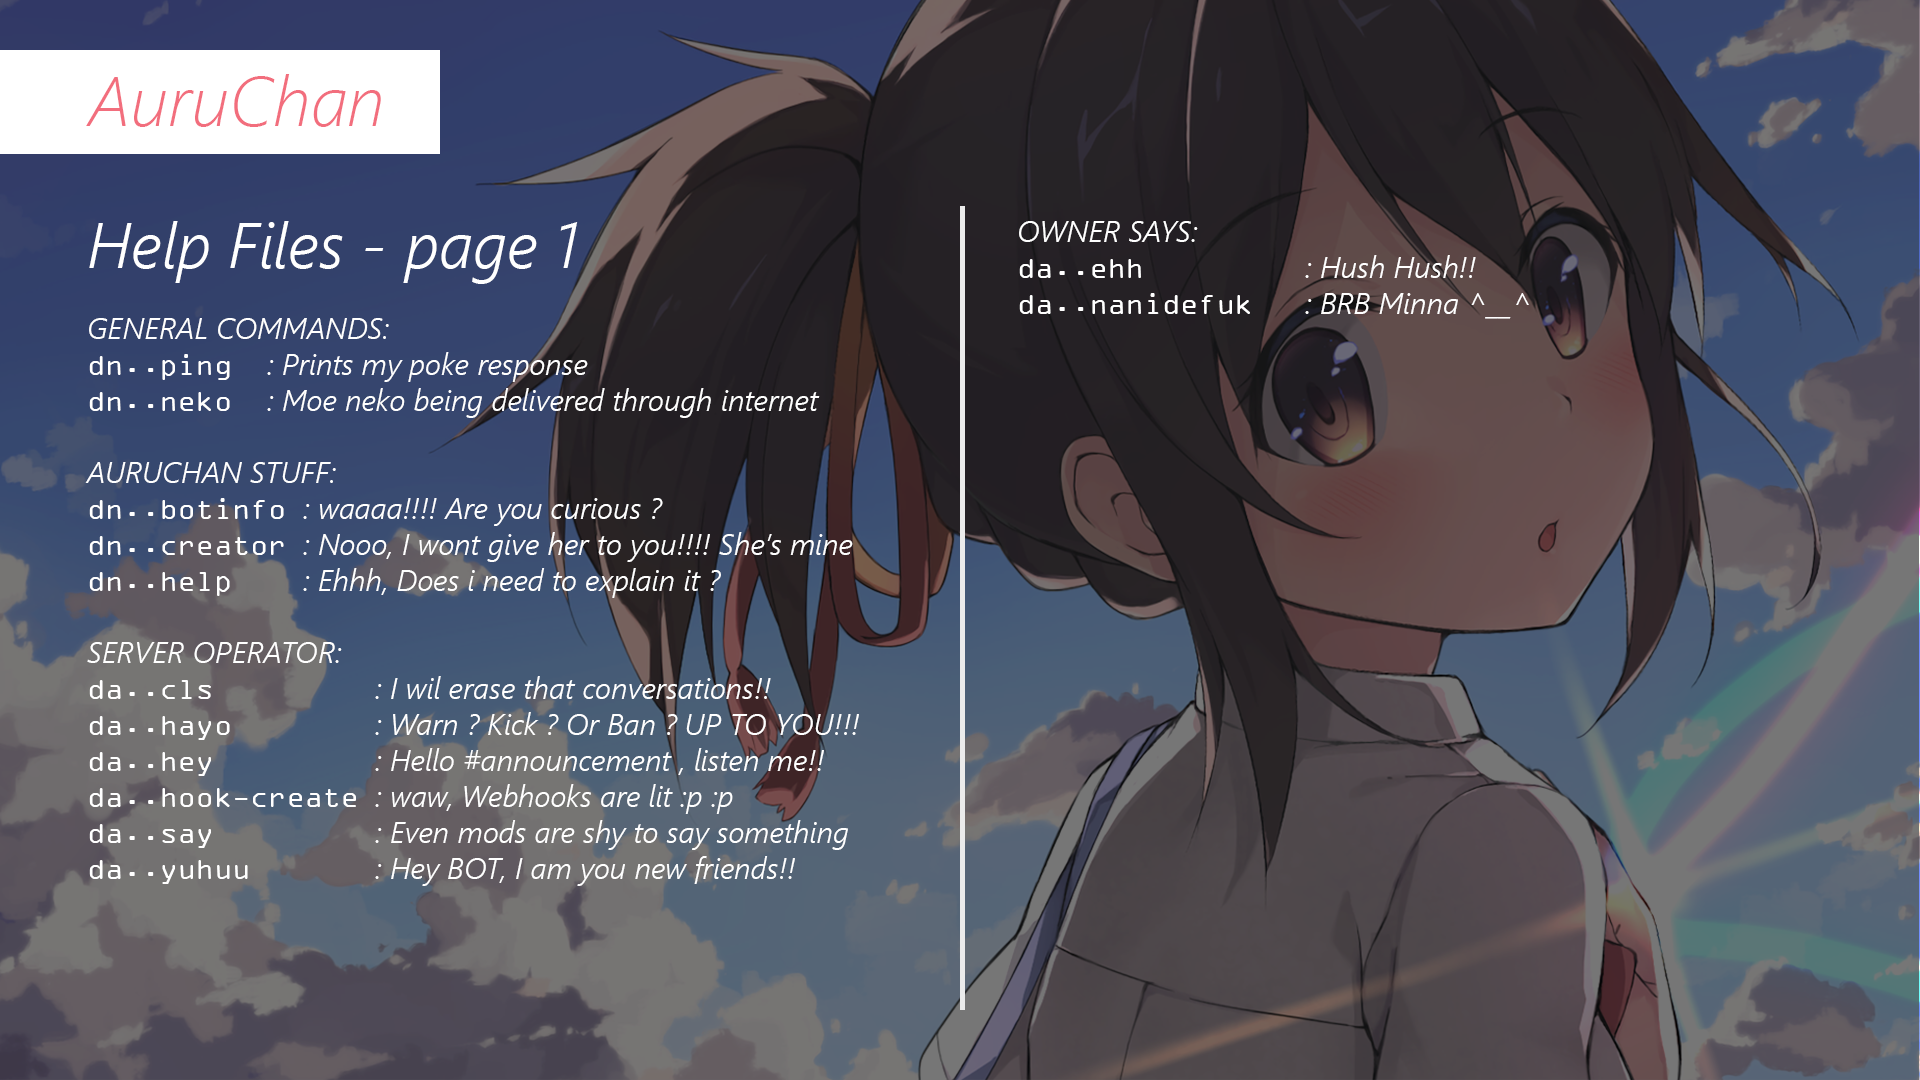 AuruChan
Help Files - page 1
GENERAL COMMANDS:
dn..ping : Prints my poke response
dn..neko : Moe neko being delivered through internet
AURUCHAN STUFF:
dn..botinfo : waaaa!!!! Are you curious ?
dn..creator : Nooo, I wont give her to you!!!! She's mine
dn..help : Ehhh, Does i need to explain it ?
SERVER OPERATOR:
da..cls : I wil erase that conversations!!
da..hayo : Warn ? Kick ? Or Ban ? UP TO YOU!!!
da..hey : Hello #announcement , listen me!!
da..hook-create : waw, Webhooks are lit :p :p
da..say : Even mods are shy to say something
da..yuhuu : Hey BOT, I am you new friends!!
OWNER SAYS:
da..ehh : Hush Hush!!
da..nanidefuk : BRB Minna ^__^